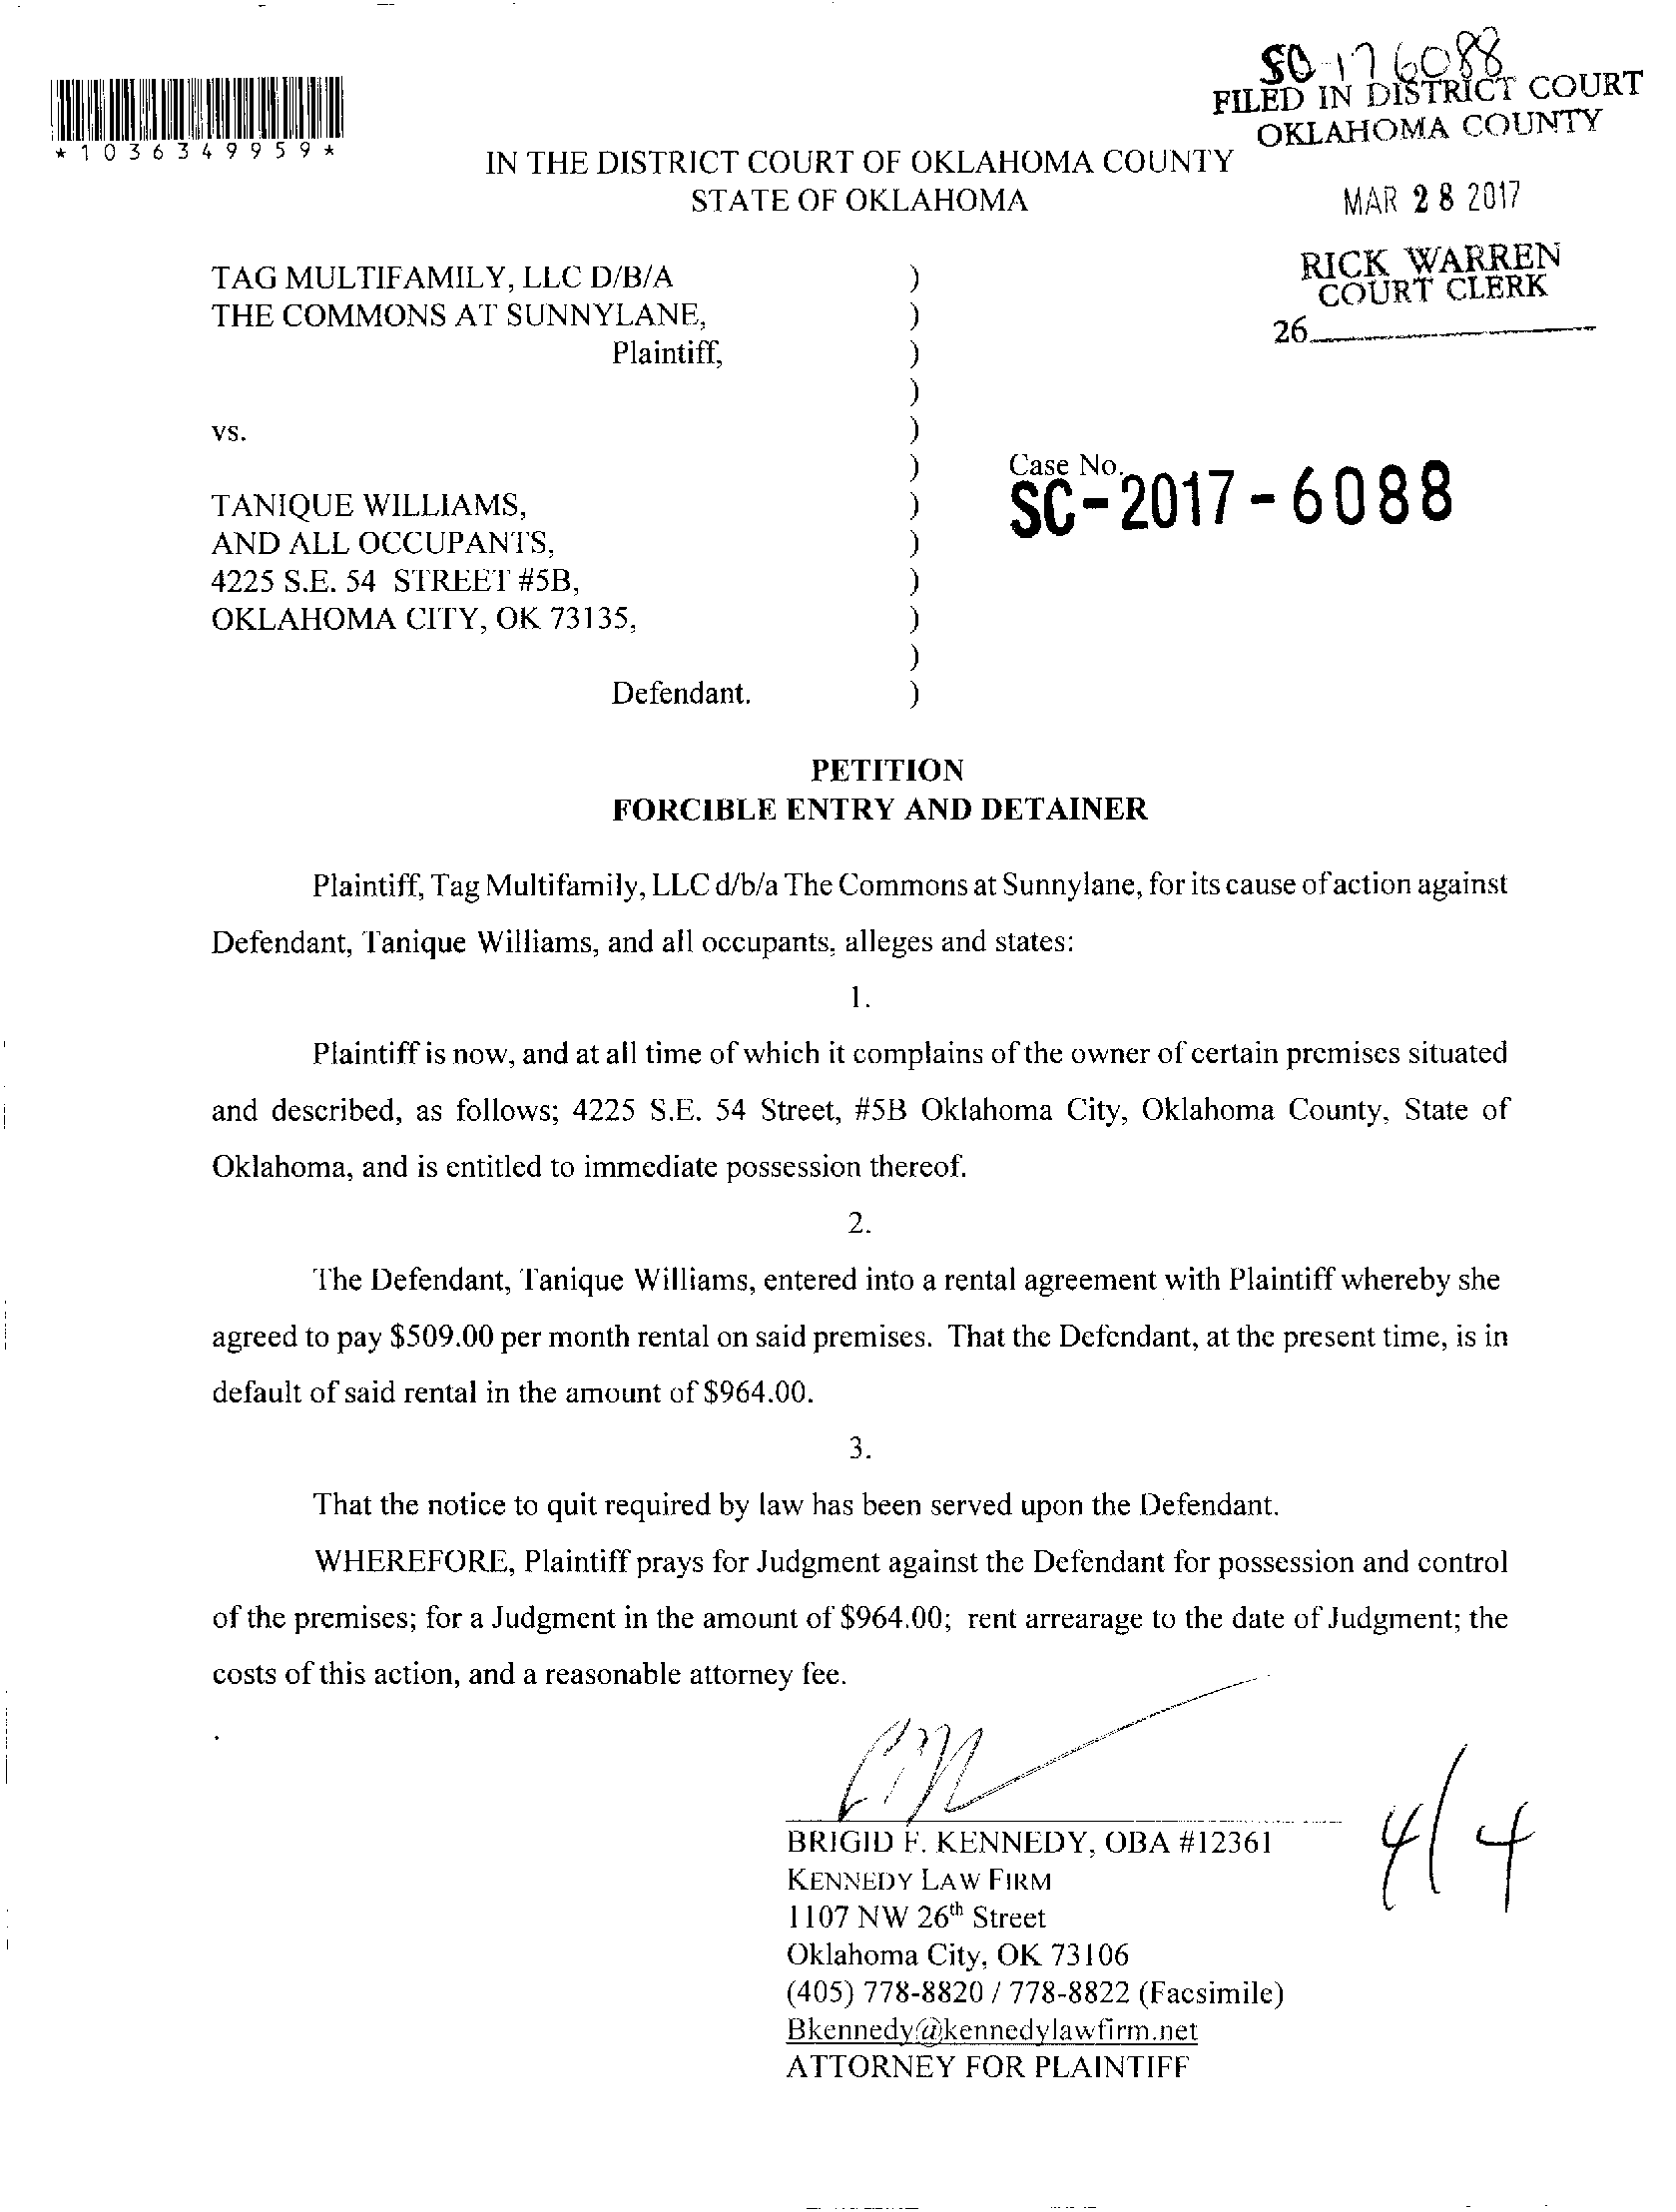 SC-17 6088
FILED IN DISTRICT COURT
OKLAHOMA COUNTY
*1036349959*
IN THE DISTRICT COURT OF OKLAHOMA COUNTY
STATE OF OKLAHOMA
MAR 28 2017
RICK WARREN
COURT CLERK
26
TAG MULTIFAMILY, LLC D/B/A )
THE COMMONS AT SUNNYLANE, )
Plaintiff, )
)
vs. )
) Case No.
SC-2017-6088
TANIQUE WILLIAMS, )
AND ALL OCCUPANTS, )
4225 S.E. 54 STREET #5B, )
OKLAHOMA CITY, OK 73135, )
)
Defendant. )
PETITION
FORCIBLE ENTRY AND DETAINER
Plaintiff, Tag Multifamily, LLC d/b/a The Commons at Sunnylane, for its cause of action against
Defendant, Tanique Williams, and all occupants, alleges and states:
1.
Plaintiff is now, and at all time of which it complains of the owner of certain premises situated
and described, as follows; 4225 S.E. 54 Street, #5B Oklahoma City, Oklahoma County, State of
Oklahoma, and is entitled to immediate possession thereof.
2.
The Defendant, Tanique Williams, entered into a rental agreement with Plaintiff whereby she
agreed to pay $509.00 per month rental on said premises. That the Defendant, at the present time, is in
default of said rental in the amount of $964.00.
3.
That the notice to quit required by law has been served upon the Defendant.
WHEREFORE, Plaintiff prays for Judgment against the Defendant for possession and control
of the premises; for a Judgment in the amount of $964.00; rent arrearage to the date of Judgment; the
costs of this action, and a reasonable attorney fee.
BRIGID F. KENNEDY, OBA #12361
KENNEDY LAW FIRM
1107 NW 26th Street
Oklahoma City, OK 73106
(405) 778-8820 / 778-8822 (Facsimile)
Bkennedy@kennedylawfirm.net
ATTORNEY FOR PLAINTIFF
4/4